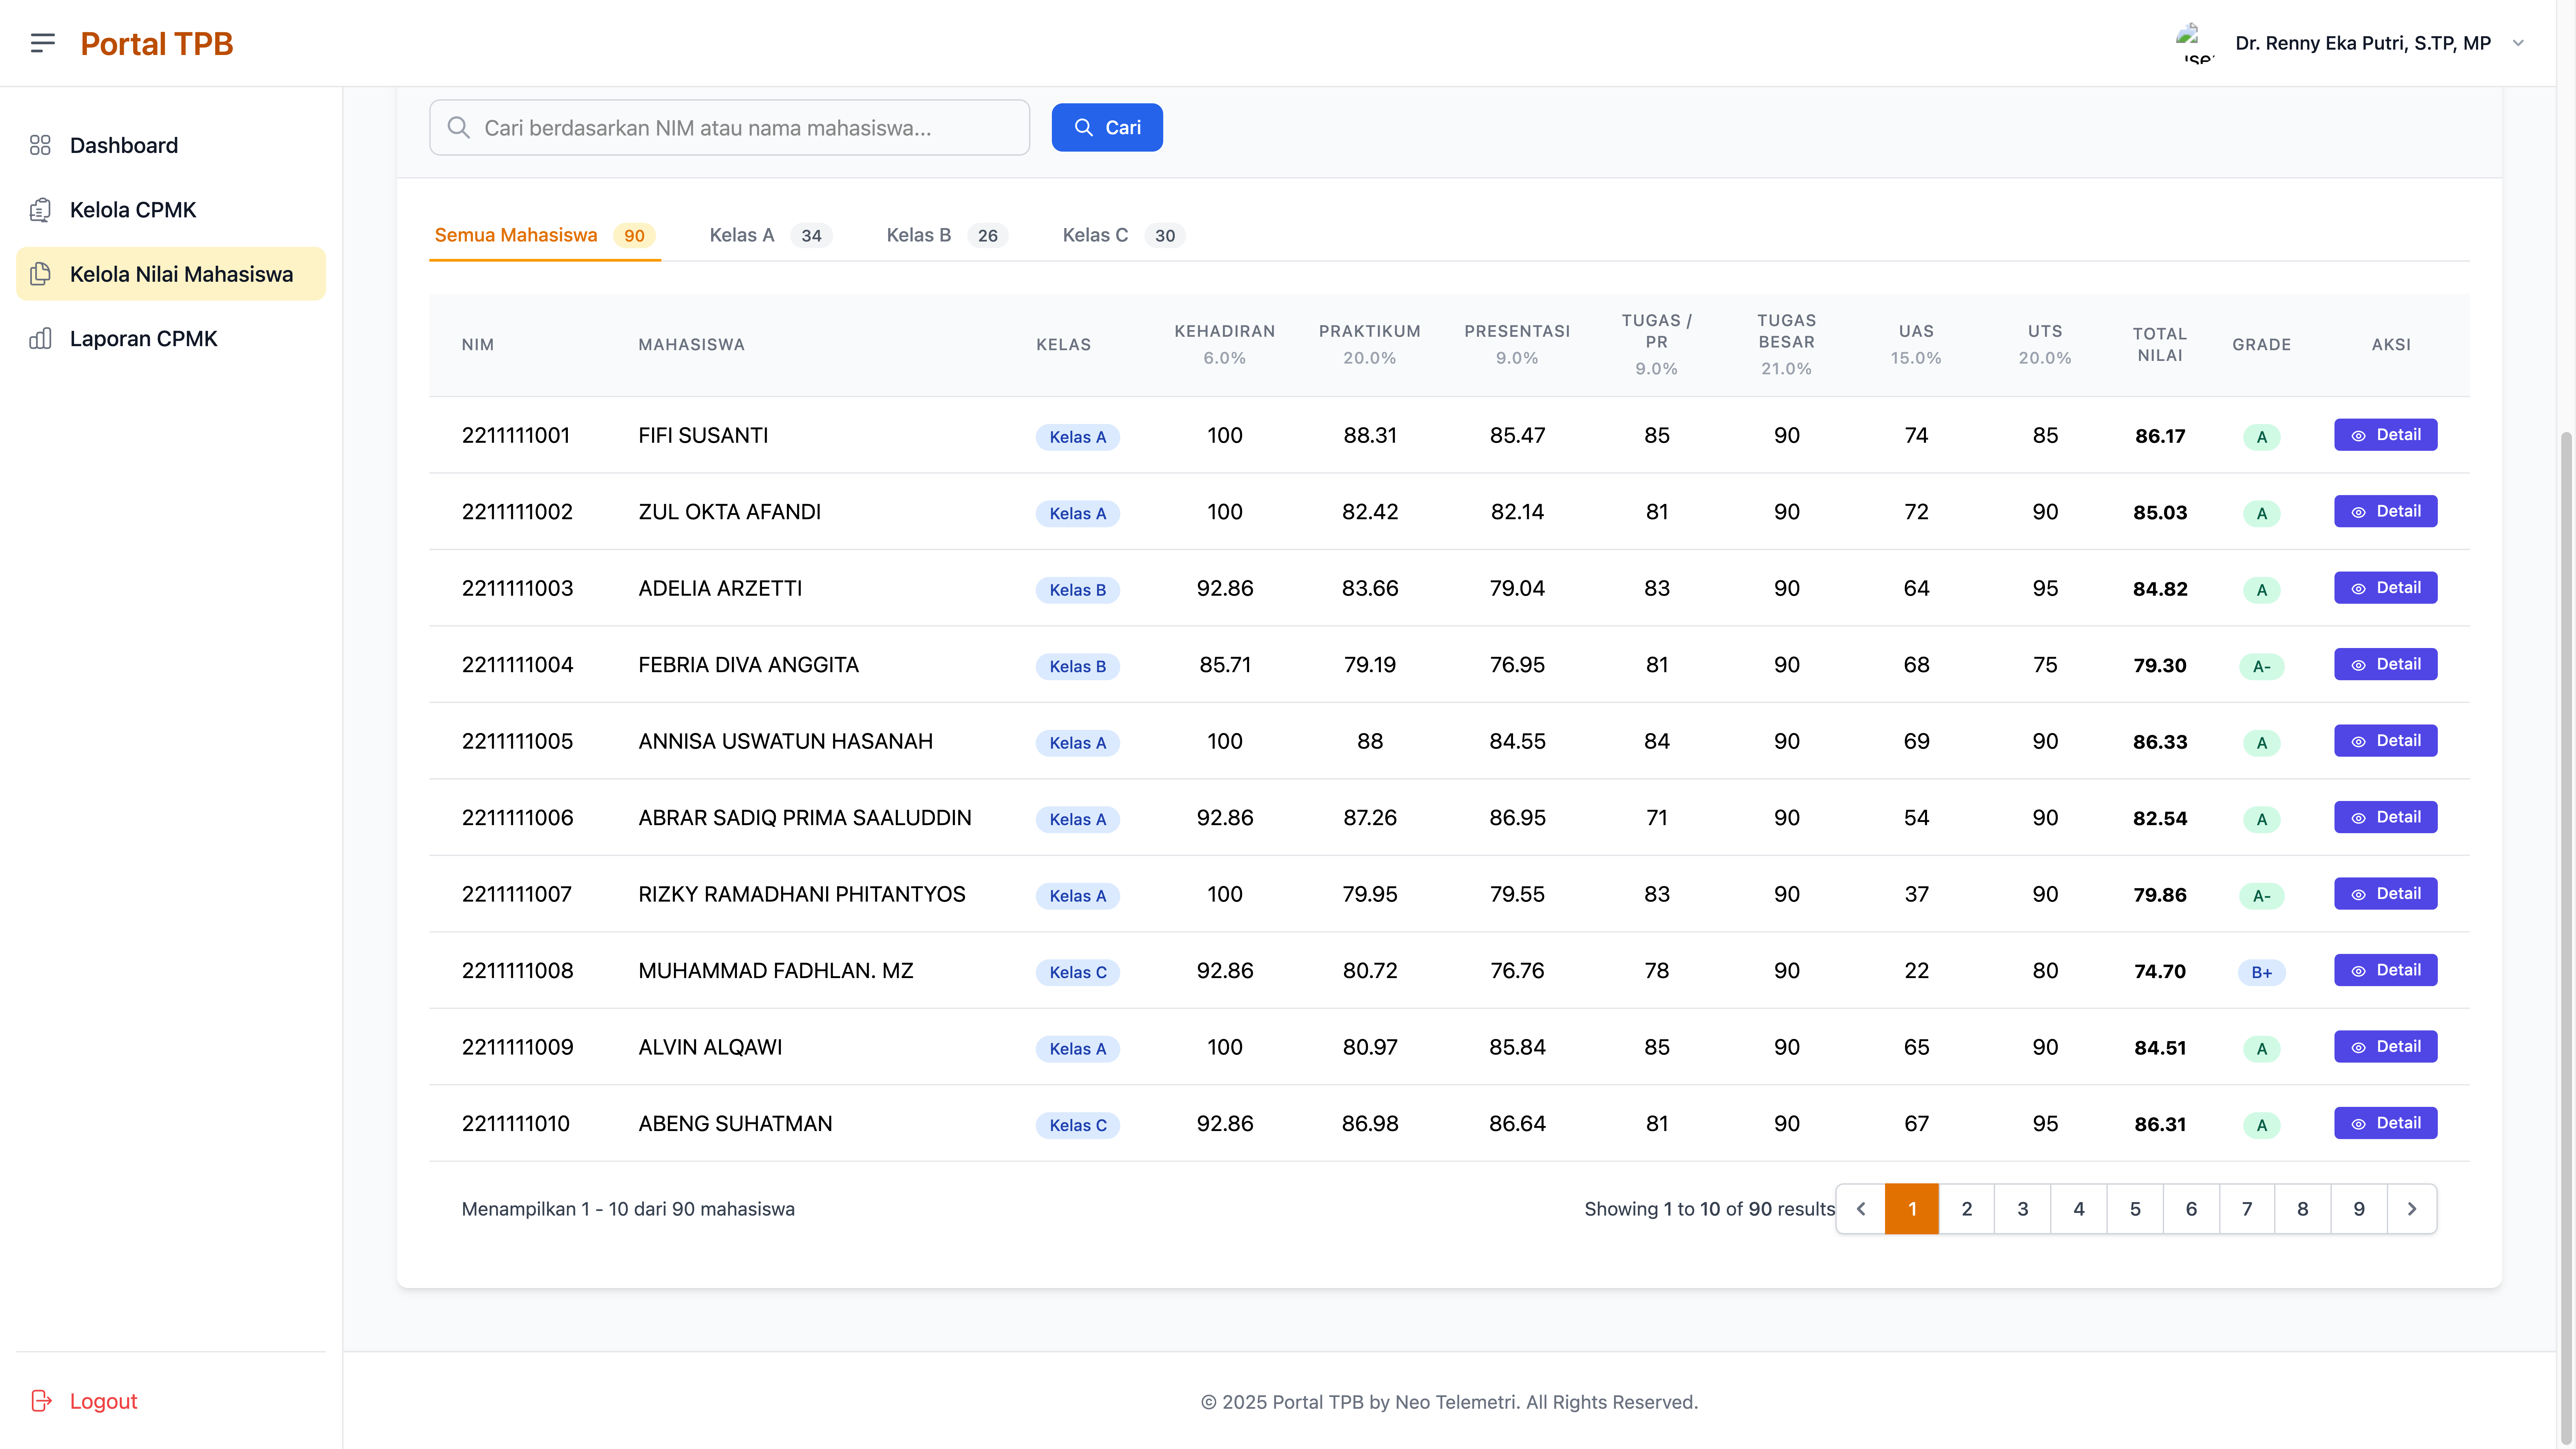 Portal TPB
Dr. Renny Eka Putri, S.TP, MP
Dashboard
Kelola CPMK
Kelola Nilai Mahasiswa
Laporan CPMK
Logout
Cari berdasarkan NIM atau nama mahasiswa...
Cari
Semua Mahasiswa 90 Kelas A 34 Kelas B 26 Kelas C 30
NIM MAHASISWA KELAS KEHADIRAN 6.0% PRAKTIKUM 20.0% PRESENTASI 9.0% TUGAS / PR 9.0% TUGAS BESAR 21.0% UAS 15.0% UTS 20.0% TOTAL NILAI GRADE AKSI
2211111001 FIFI SUSANTI Kelas A 100 88.31 85.47 85 90 74 85 86.17 A Detail
2211111002 ZUL OKTA AFANDI Kelas A 100 82.42 82.14 81 90 72 90 85.03 A Detail
2211111003 ADELIA ARZETTI Kelas B 92.86 83.66 79.04 83 90 64 95 84.82 A Detail
2211111004 FEBRIA DIVA ANGGITA Kelas B 85.71 79.19 76.95 81 90 68 75 79.30 A- Detail
2211111005 ANNISA USWATUN HASANAH Kelas A 100 88 84.55 84 90 69 90 86.33 A Detail
2211111006 ABRAR SADIQ PRIMA SAALUDDIN Kelas A 92.86 87.26 86.95 71 90 54 90 82.54 A Detail
2211111007 RIZKY RAMADHANI PHITANTYOS Kelas A 100 79.95 79.55 83 90 37 90 79.86 A- Detail
2211111008 MUHAMMAD FADHLAN. MZ Kelas C 92.86 80.72 76.76 78 90 22 80 74.70 B+ Detail
2211111009 ALVIN ALQAWI Kelas A 100 80.97 85.84 85 90 65 90 84.51 A Detail
2211111010 ABENG SUHATMAN Kelas C 92.86 86.98 86.64 81 90 67 95 86.31 A Detail
Menampilkan 1 - 10 dari 90 mahasiswa
Showing 1 to 10 of 90 results 1 2 3 4 5 6 7 8 9
© 2025 Portal TPB by Neo Telemetri. All Rights Reserved.